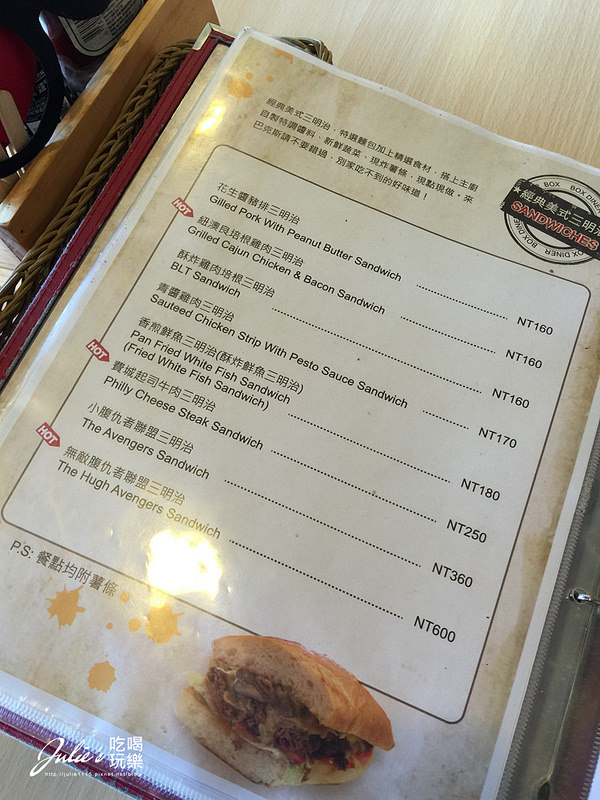 經典美式三明治，特選麵包加上精選食材，搭上主廚
自製特調醬料、新鮮蔬菜、現炸薯條，現點現做，來
巴克斯請不要錯過，別家吃不到的好味道！
BOX DINER
★經典美式三明治
SANDWICHES
BOX DINER
花生醬豬排三明治
Gilled Pork With Peanut Butter Sandwich NT160
HOT
紐澳良培根雞肉三明治
Grilled Cajun Chicken & Bacon Sandwich NT160
酥炸雞肉培根三明治
BLT Sandwich NT160
青醬雞肉三明治
Sauteed Chicken Strip With Pesto Sauce Sandwich NT170
香煎鮮魚三明治(酥炸鮮魚三明治)
Pan Fried White Fish Sandwich
(Fried White Fish Sandwich) NT180
HOT
費城起司牛肉三明治
Philly Cheese Steak Sandwich NT250
小腹仇者聯盟三明治
The Avengers Sandwich NT360
HOT
無敵腹仇者聯盟三明治
The Hugh Avengers Sandwich NT600
P.S: 餐點均附薯條
Julie's 吃喝玩樂
http://julie1115.pixnet.net/blog